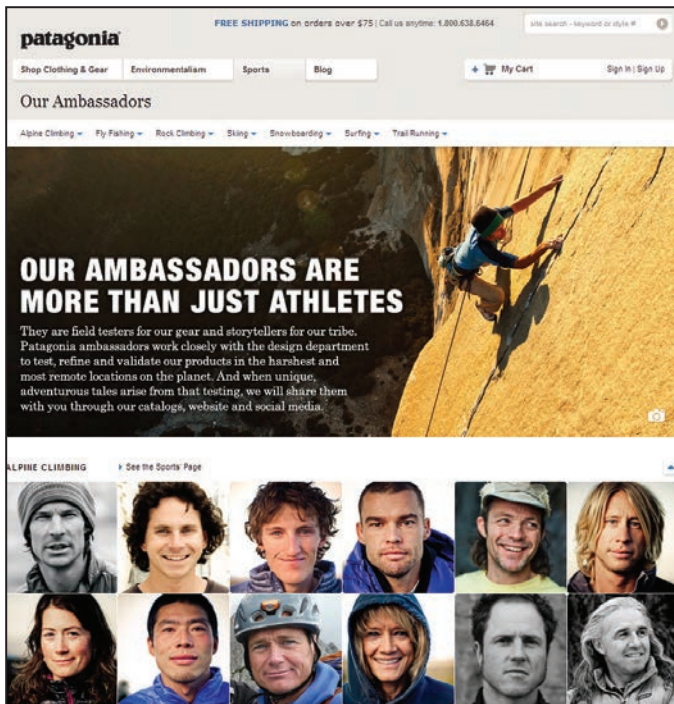 FREE SHIPPING on orders over $75 | Call us anytime: 1.800.638.6464
site search - keyword or style #
patagonia
Shop Clothing & Gear Environmentalism Sports Blog My Cart Sign In | Sign Up
Our Ambassadors
Alpine Climbing Fly Fishing Rock Climbing Skiing Snowboarding Surfing Trail Running
OUR AMBASSADORS ARE
MORE THAN JUST ATHLETES
They are field testers for our gear and storytellers for our tribe.
Patagonia ambassadors work closely with the design department
to test, refine and validate our products in the harshest and
most remote locations on the planet. And when unique,
adventurous tales arise from that testing, we will share them
with you through our catalogs, website and social media.
ALPINE CLIMBING See the Sports' Page